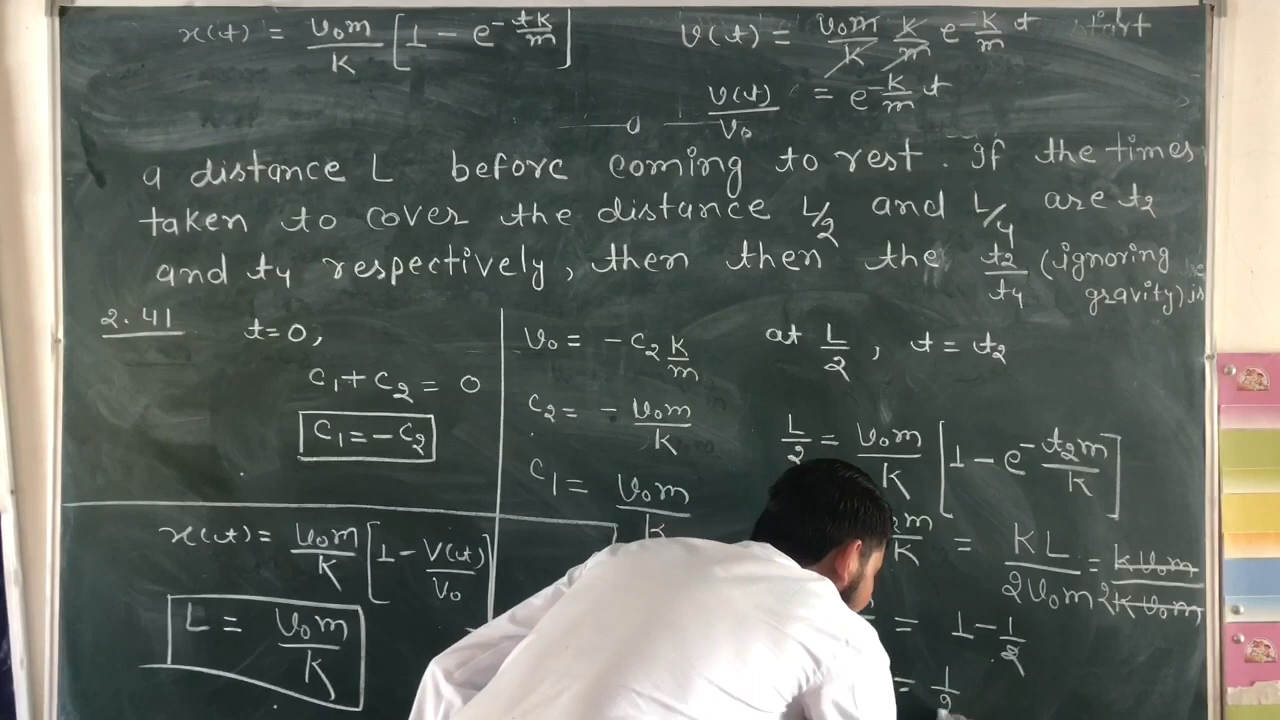 x(t) = v₀m/K [1 - e^-tk/m]
v(t) = v₀m/K K/m e^-k/m t start
v(t)/v₀ = e^-k/m t
a distance L before coming to rest. If the times
taken to cover the distance L/2 and L/4 are t2
and t4 respectively, then then the t2/t4 (ignoring
gravity) is
2.41
t=0,
C₁+C₂ = 0
C₁=-C₂
v₀ = -C₂ K/m
C₂ = - v₀m/K
C₁ = v₀m/K
at L/2, t = t₂
L/2 = v₀m/K [1 - e^-t₂m/K]
m/K = KL/2v₀m = Kv₀m/2Kv₀m
= 1-1/2
= 1/2
x(t) = v₀m/K [1 - V(t)/V₀]
L = v₀m/K